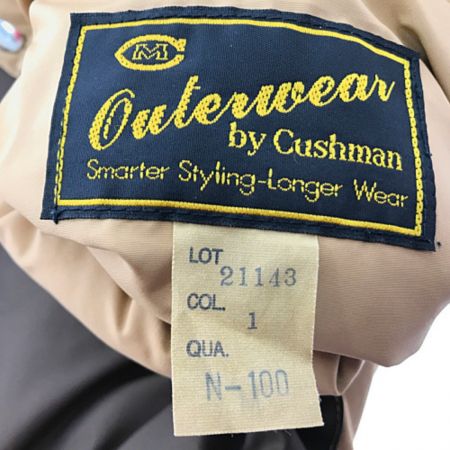 CM
Outerwear
by Cushman
Smarter Styling-Longer Wear
LOT 21143
COL. 1
QUA.
N-100